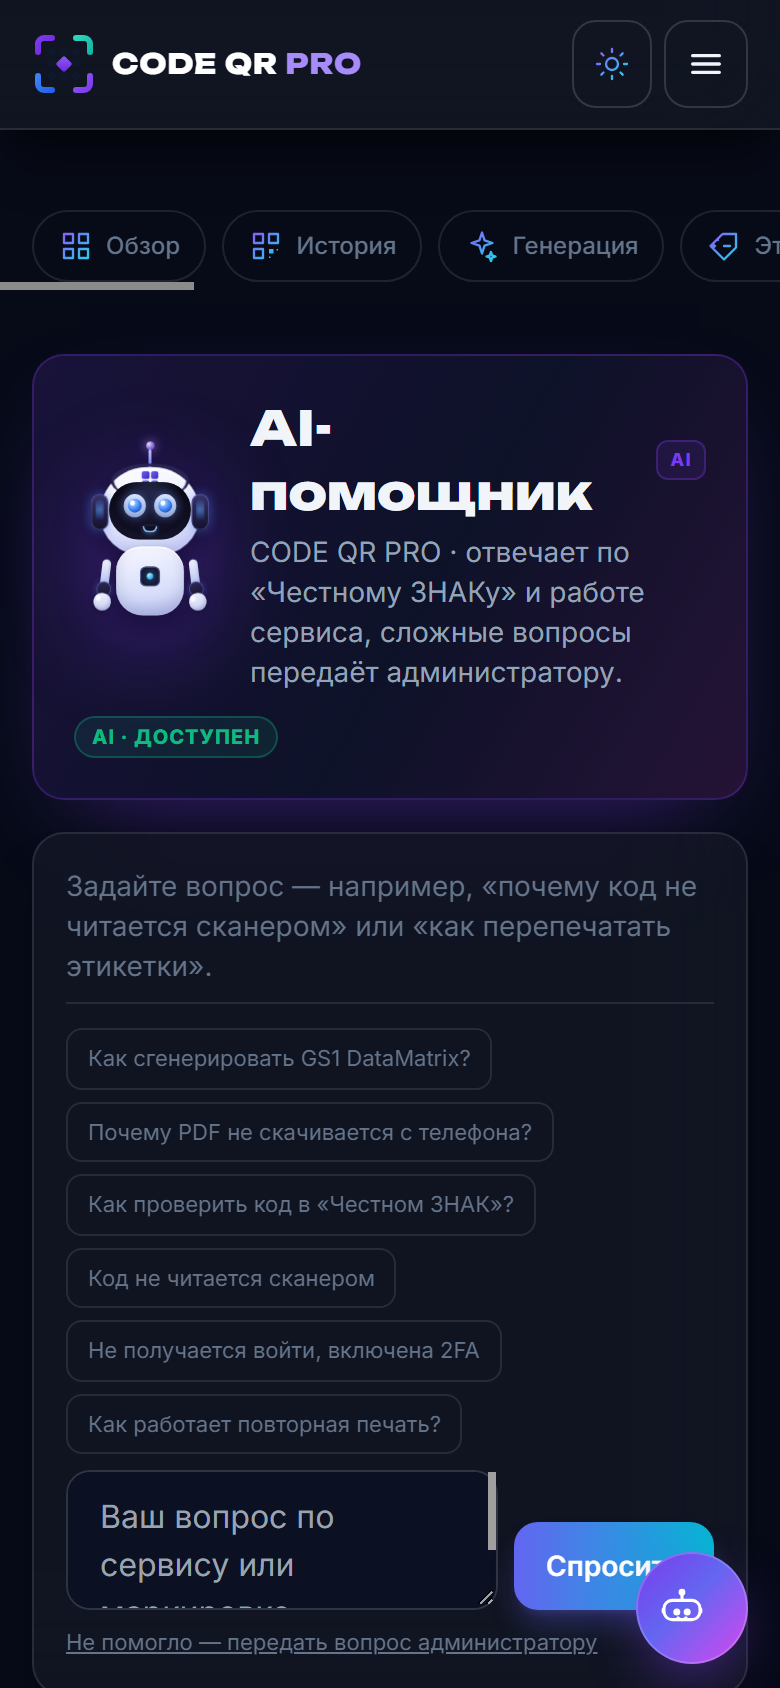 CODE QR PRO
Обзор
История
Генерация
Эт
AI-
помощник
AI
CODE QR PRO · отвечает по
«Честному ЗНАКу» и работе
сервиса, сложные вопросы
передаёт администратору.
AI · ДОСТУПЕН
Задайте вопрос — например, «почему код не
читается сканером» или «как перепечатать
этикетки».
Как сгенерировать GS1 DataMatrix?
Почему PDF не скачивается с телефона?
Как проверить код в «Честном ЗНАК»?
Код не читается сканером
Не получается войти, включена 2FA
Как работает повторная печать?
Ваш вопрос по
сервису или
Спросить
Не помогло — передать вопрос администратору